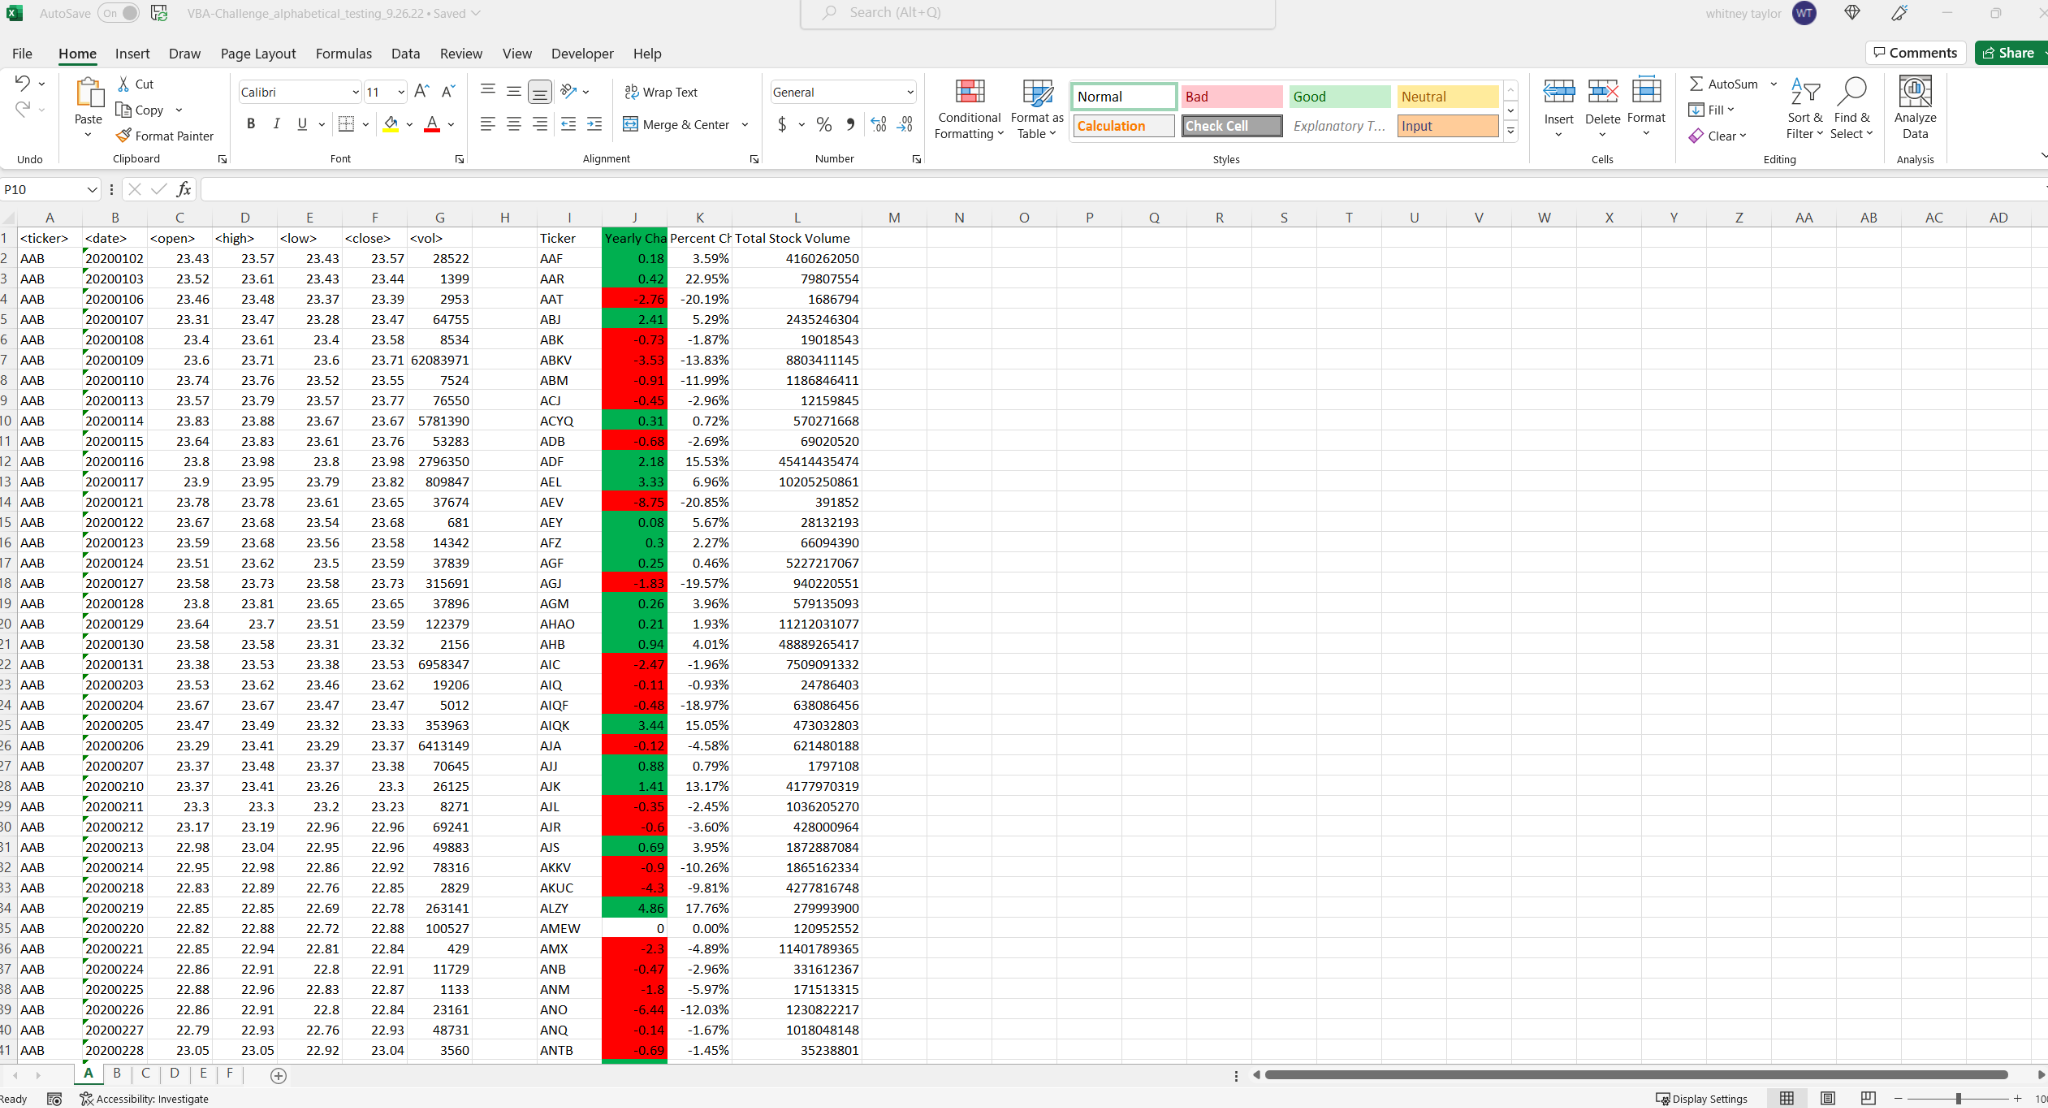 AutoSave On VBA-Challenge_alphabetical_testing_9.26.22 • Saved Search (Alt+Q) whitney taylor WT
File Home Insert Draw Page Layout Formulas Data Review View Developer Help Comments Share
Cut Calibri 11 Wrap Text General Normal Bad Good Neutral AutoSum
Paste Copy Conditional Formatting Format as Table Insert Delete Format Fill Sort & Filter Find & Select Analyze Data
Format Painter B I U Merge & Center $ % Calculation Check Cell Explanatory T... Input Clear
Undo Clipboard Font Alignment Number Styles Cells Editing Analysis
P10 fx
A B C D E F G H I J K L M N O P Q R S T U V W X Y Z AA AB AC AD
1 <ticker> <date> <open> <high> <low> <close> <vol> Ticker Yearly Cha Percent Ch Total Stock Volume
2 AAB 20200102 23.43 23.57 23.43 23.57 28522 AAF 0.18 3.59% 4160262050
3 AAB 20200103 23.52 23.61 23.43 23.44 1399 AAR 0.42 22.95% 79807554
4 AAB 20200106 23.46 23.48 23.37 23.39 2953 AAT -2.76 -20.19% 1686794
5 AAB 20200107 23.31 23.47 23.28 23.47 64755 ABJ 2.41 5.29% 2435246304
6 AAB 20200108 23.4 23.61 23.4 23.58 8534 ABK -0.73 -1.87% 19018543
7 AAB 20200109 23.6 23.71 23.6 23.71 62083971 ABKV -3.53 -13.83% 8803411145
8 AAB 20200110 23.74 23.76 23.52 23.55 7524 ABM -0.91 -11.99% 1186846411
9 AAB 20200113 23.57 23.79 23.57 23.77 76550 ACJ -0.45 -2.96% 12159845
10 AAB 20200114 23.83 23.88 23.67 23.67 5781390 ACYQ 0.31 0.72% 570271668
11 AAB 20200115 23.64 23.83 23.61 23.76 53283 ADB -0.68 -2.69% 69020520
12 AAB 20200116 23.8 23.98 23.8 23.98 2796350 ADF 2.18 15.53% 45414435474
13 AAB 20200117 23.9 23.95 23.79 23.82 809847 AEL 3.33 6.96% 10205250861
14 AAB 20200121 23.78 23.78 23.61 23.65 37674 AEV -8.75 -20.85% 391852
15 AAB 20200122 23.67 23.68 23.54 23.68 681 AEY 0.08 5.67% 28132193
16 AAB 20200123 23.59 23.68 23.56 23.58 14342 AFZ 0.3 2.27% 66094390
17 AAB 20200124 23.51 23.62 23.5 23.59 37839 AGF 0.25 0.46% 5227217067
18 AAB 20200127 23.58 23.73 23.58 23.73 315691 AGJ -1.83 -19.57% 940220551
19 AAB 20200128 23.8 23.81 23.65 23.65 37896 AGM 0.26 3.96% 579135093
20 AAB 20200129 23.64 23.7 23.51 23.59 122379 AHAO 0.21 1.93% 11212031077
21 AAB 20200130 23.58 23.58 23.31 23.32 2156 AHB 0.94 4.01% 48889265417
22 AAB 20200131 23.38 23.53 23.38 23.53 6958347 AIC -2.47 -1.96% 7509091332
23 AAB 20200203 23.53 23.62 23.46 23.62 19206 AIQ -0.11 -0.93% 24786403
24 AAB 20200204 23.67 23.67 23.47 23.47 5012 AIQF -0.48 -18.97% 638086456
25 AAB 20200205 23.47 23.49 23.32 23.33 353963 AIQK 3.44 15.05% 473032803
26 AAB 20200206 23.29 23.41 23.29 23.37 6413149 AJA -0.12 -4.58% 621480188
27 AAB 20200207 23.37 23.48 23.37 23.38 70645 AJJ 0.88 0.79% 1797108
28 AAB 20200210 23.37 23.41 23.26 23.3 26125 AJK 1.41 13.17% 4177970319
29 AAB 20200211 23.3 23.3 23.2 23.23 8271 AJL -0.35 -2.45% 1036205270
30 AAB 20200212 23.17 23.19 22.96 22.96 69241 AJR -0.6 -3.60% 428000964
31 AAB 20200213 22.98 23.04 22.95 22.96 49883 AJS 0.69 3.95% 1872887084
32 AAB 20200214 22.95 22.98 22.86 22.92 78316 AKKV -0.9 -10.26% 1865162334
33 AAB 20200218 22.83 22.89 22.76 22.85 2829 AKUC -4.3 -9.81% 4277816748
34 AAB 20200219 22.85 22.85 22.69 22.78 263141 ALZY 4.86 17.76% 279993900
35 AAB 20200220 22.82 22.88 22.72 22.88 100527 AMEW 0 0.00% 120952552
36 AAB 20200221 22.85 22.94 22.81 22.84 429 AMX -2.3 -4.89% 11401789365
37 AAB 20200224 22.86 22.91 22.8 22.91 11729 ANB -0.47 -2.96% 331612367
38 AAB 20200225 22.88 22.96 22.83 22.87 1133 ANM -1.8 -5.97% 171513315
39 AAB 20200226 22.86 22.91 22.8 22.84 23161 ANO -6.44 -12.03% 1230822217
40 AAB 20200227 22.79 22.93 22.76 22.93 48731 ANQ -0.14 -1.67% 1018048148
41 AAB 20200228 23.05 23.05 22.92 23.04 3560 ANTB -0.69 -1.45% 35238801
A B C D E F
Ready Accessibility: Investigate Display Settings 100